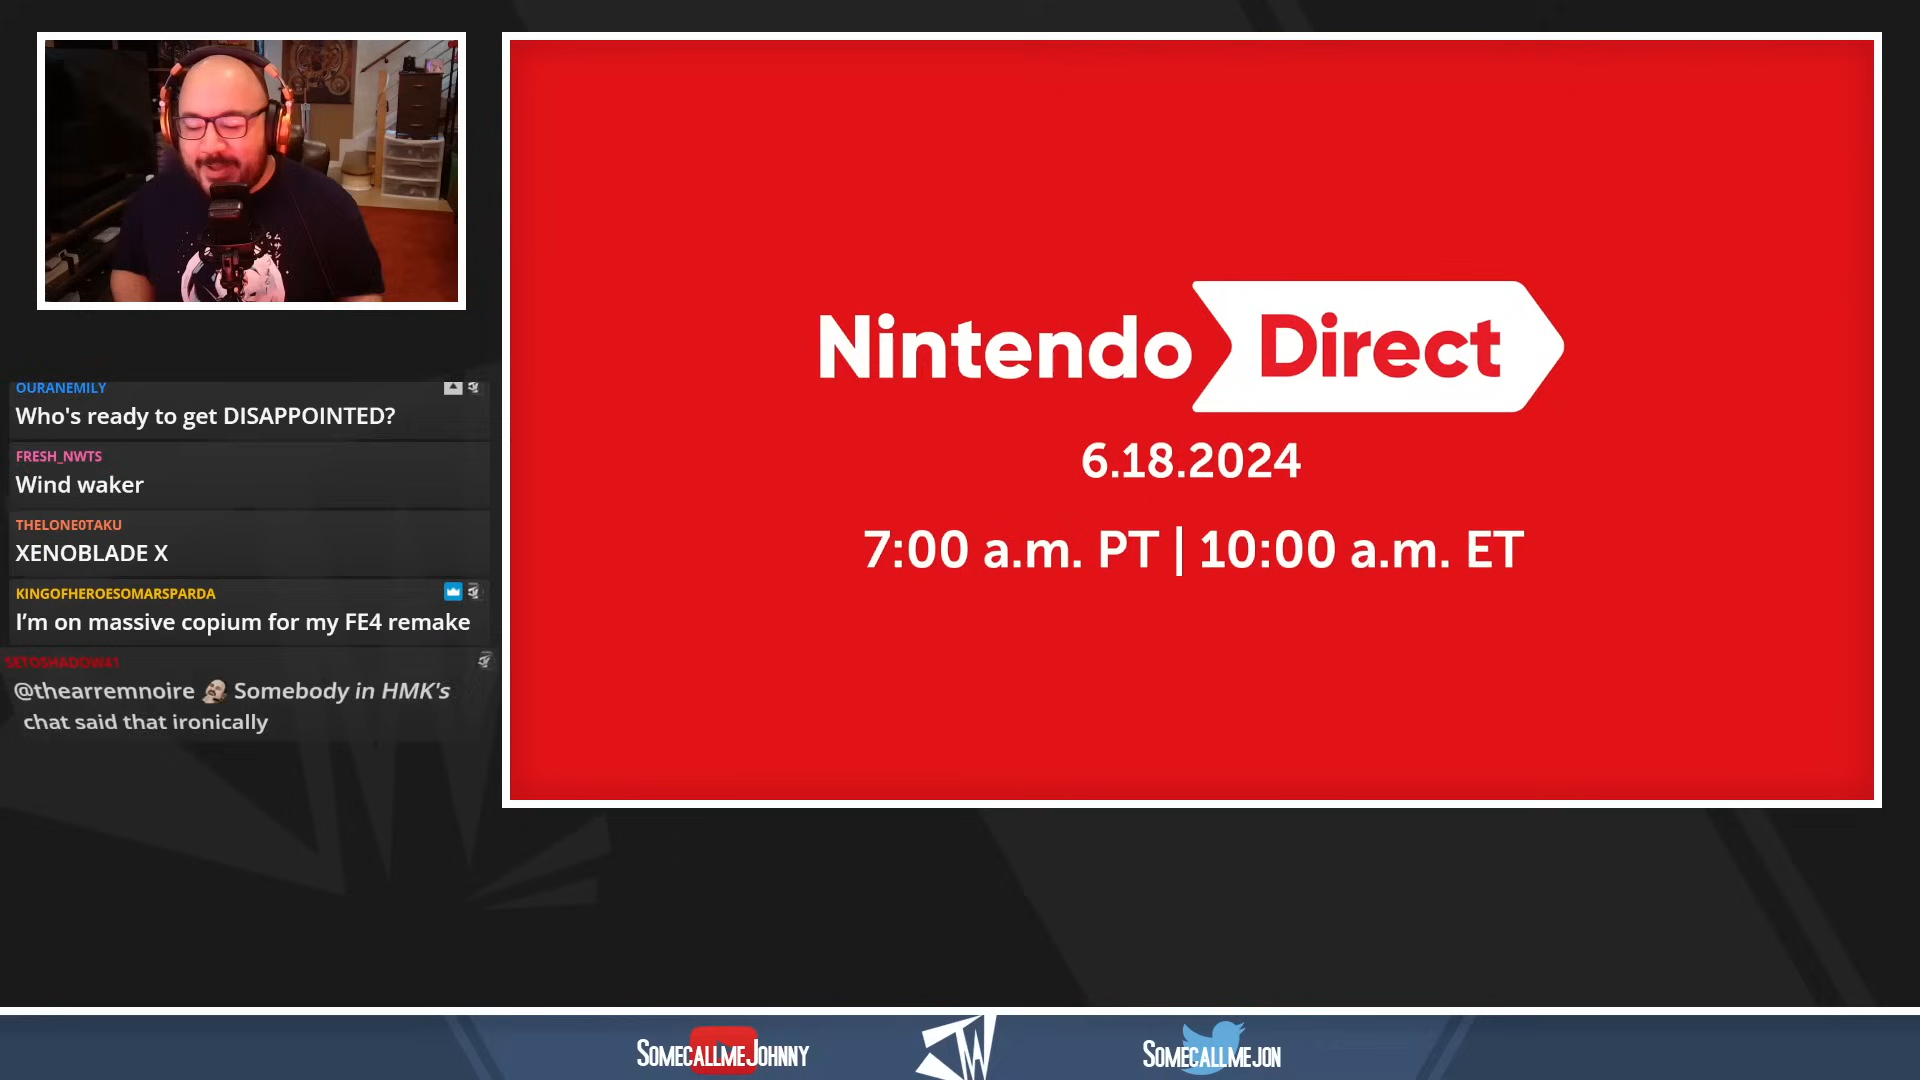 Nintendo Direct
6.18.2024
7:00 a.m. PT | 10:00 a.m. ET
OURANEMILY
Who's ready to get DISAPPOINTED?
FRESH_NWTS
Wind waker
THELONE0TAKU
XENOBLADE X
KINGOFHEROESOMARSPARDA
I’m on massive copium for my FE4 remake
SETOSHADOW41
@thearremnoire Somebody in HMK's
chat said that ironically
SOMECALLMEJOHNNY
SOMECALLMEJON